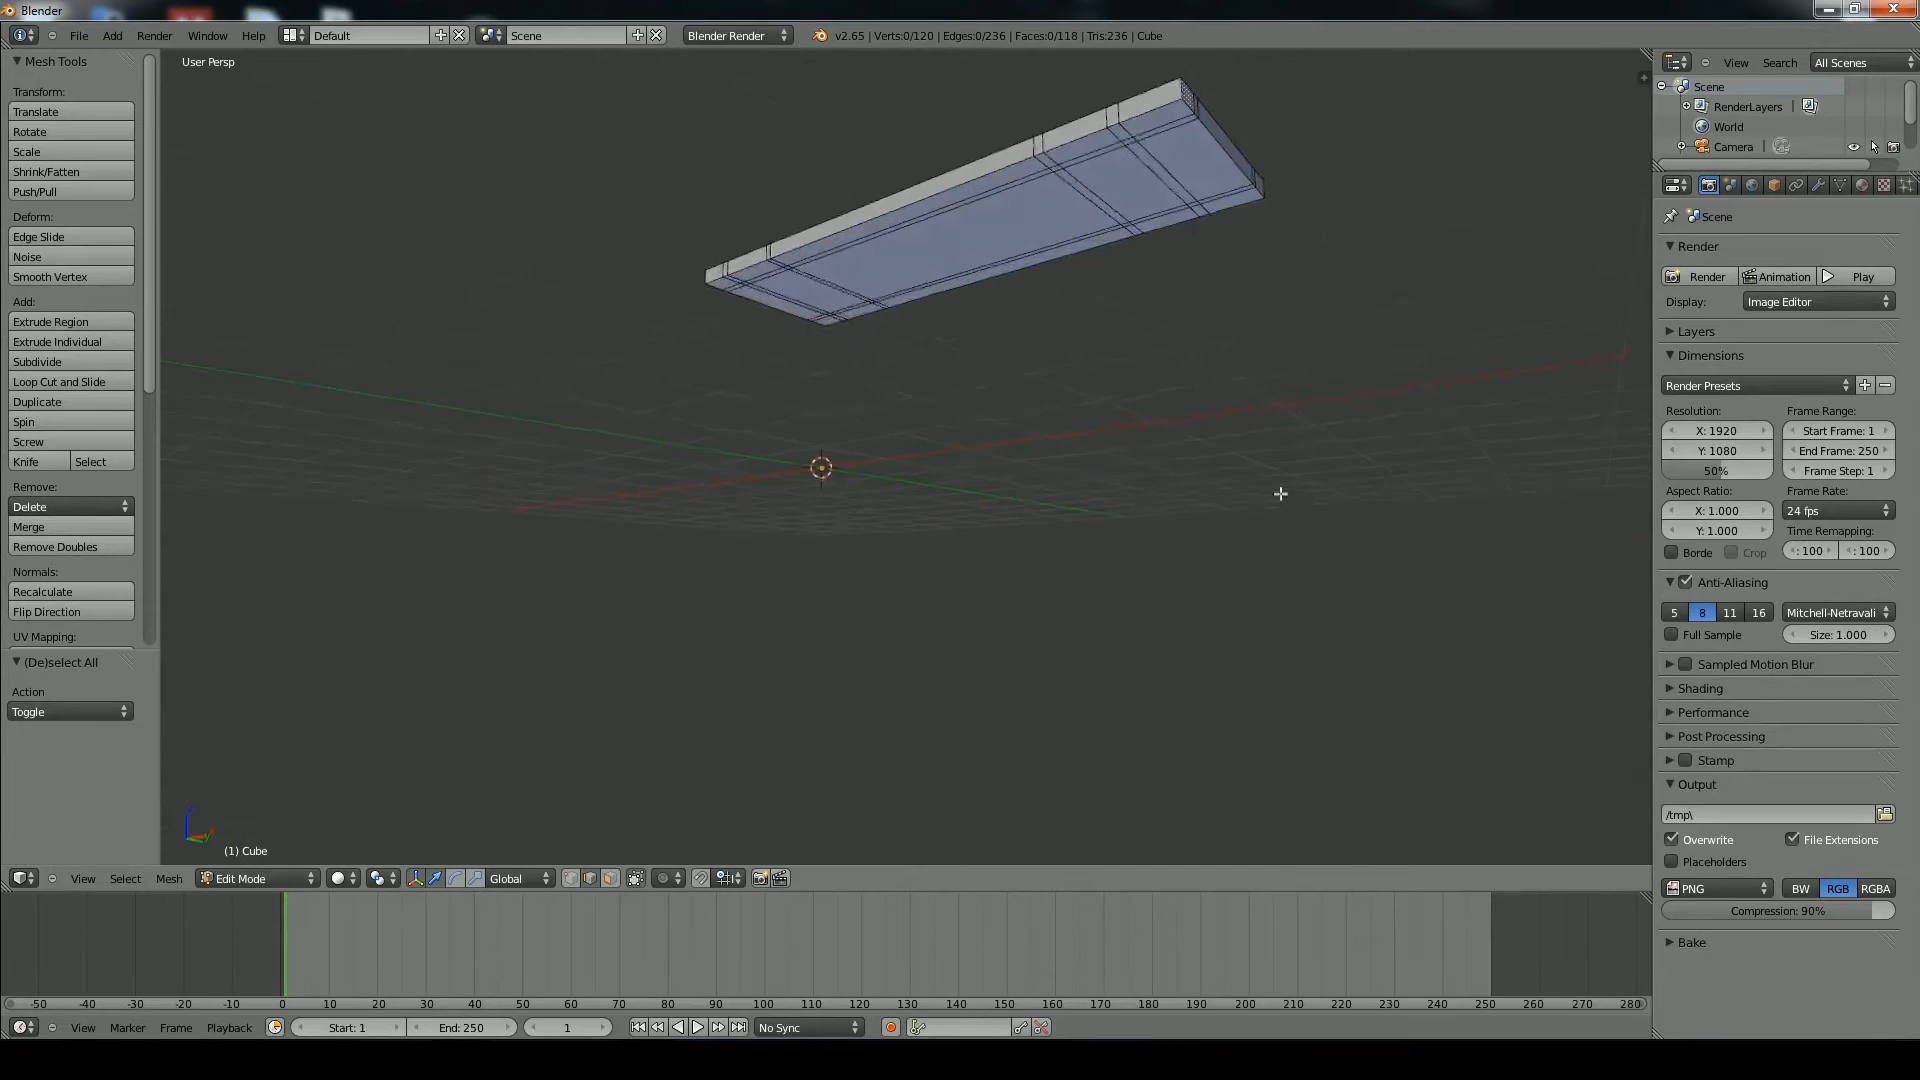 Blender
File Add Render Window Help Default Scene Blender Render v2.65 | Verts:0/120 | Edges:0/236 | Faces:0/118 | Tris:236 | Cube
Mesh Tools
Transform:
Translate
Rotate
Scale
Shrink/Fatten
Push/Pull
Deform:
Edge Slide
Noise
Smooth Vertex
Add:
Extrude Region
Extrude Individual
Subdivide
Loop Cut and Slide
Duplicate
Spin
Screw
Knife Select
Remove:
Delete
Merge
Remove Doubles
Normals:
Recalculate
Flip Direction
UV Mapping:
(De)select All
Action
Toggle
User Persp
(1) Cube
View Select Mesh Edit Mode Global
-50 -40 -30 -20 -10 0 10 20 30 40 50 60 70 80 90 100 110 120 130 140 150 160 170 180 190 200 210 220 230 240 250 260 270 280
View Marker Frame Playback Start: 1 End: 250 1 No Sync
View Search All Scenes
Scene
RenderLayers
World
Camera
Scene
Render
Render Animation Play
Display: Image Editor
Layers
Dimensions
Render Presets
Resolution: Frame Range:
X: 1920 Start Frame: 1
Y: 1080 End Frame: 250
50% Frame Step: 1
Aspect Ratio: Frame Rate:
X: 1.000 24 fps
Y: 1.000 Time Remapping:
Borde Crop : 100 : 100
Anti-Aliasing
5 8 11 16 Mitchell-Netravali
Full Sample Size: 1.000
Sampled Motion Blur
Shading
Performance
Post Processing
Stamp
Output
/tmp\
Overwrite File Extensions
Placeholders
PNG BW RGB RGBA
Compression: 90%
Bake